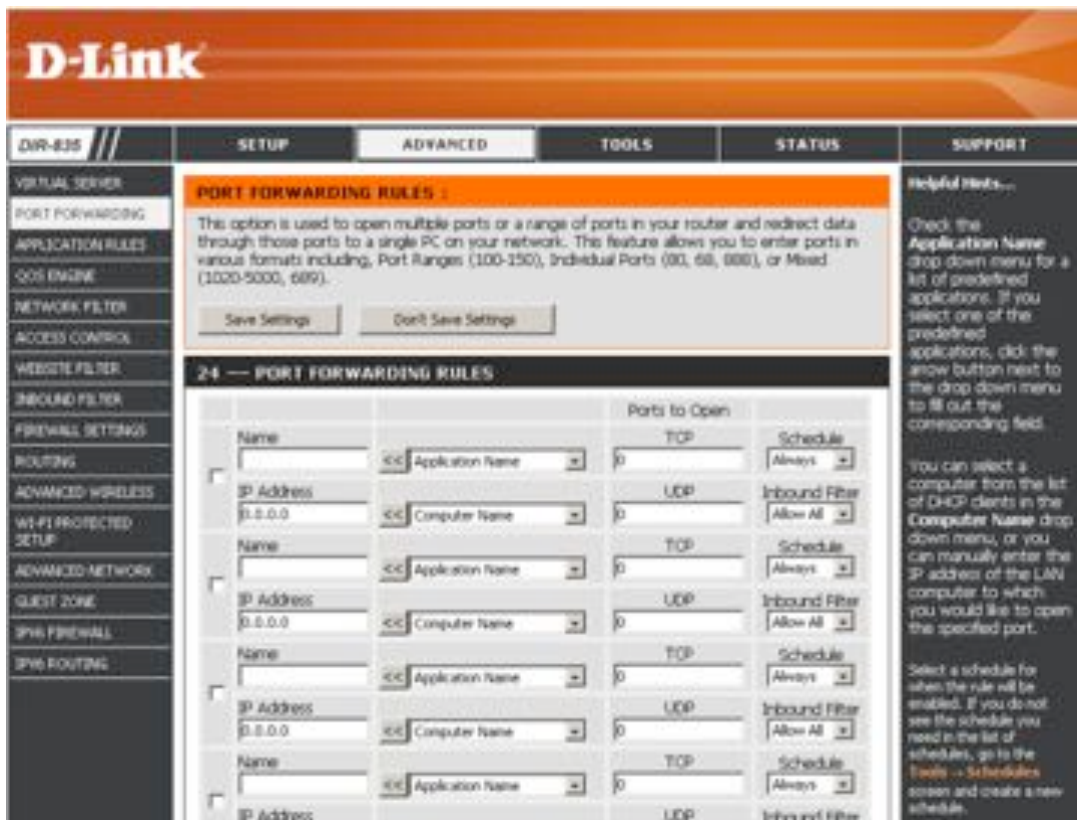 D-Link
DIR-835
SETUP
ADVANCED
TOOLS
STATUS
SUPPORT
VIRTUAL SERVER
PORT FORWARDING
APPLICATION RULES
QOS ENGINE
NETWORK FILTER
ACCESS CONTROL
WEBSITE FILTER
INBOUND FILTER
FIREWALL SETTINGS
ROUTING
ADVANCED WIRELESS
WI-FI PROTECTED
SETUP
ADVANCED NETWORK
GUEST ZONE
IPV6 FIREWALL
IPV6 ROUTING
PORT FORWARDING RULES :
This option is used to open multiple ports or a range of ports in your router and redirect data
through those ports to a single PC on your network. This feature allows you to enter ports in
various formats including, Port Ranges (100-150), Individual Ports (80, 68, 888), or Mixed
(1020-5000, 689).
Save Settings
Don't Save Settings
24 — PORT FORWARDING RULES
Ports to Open
Name
TCP
Schedule
<< Application Name
0
Always
IP Address
UDP
Inbound Filter
0.0.0.0
<< Computer Name
0
Allow All
Name
TCP
Schedule
<< Application Name
0
Always
IP Address
UDP
Inbound Filter
0.0.0.0
<< Computer Name
0
Allow All
Name
TCP
Schedule
<< Application Name
0
Always
IP Address
UDP
Inbound Filter
0.0.0.0
<< Computer Name
0
Allow All
Name
TCP
Schedule
<< Application Name
0
Always
IP Address
UDP
Inbound Filter
Helpful Hints...
Check the
Application Name
drop down menu for a
list of predefined
applications. If you
select one of the
predefined
applications, click the
arrow button next to
the drop down menu
to fill out the
corresponding field.
You can select a
computer from the list
of DHCP clients in the
Computer Name drop
down menu, or you
can manually enter the
IP address of the LAN
computer to which
you would like to open
the specified port.
Select a schedule for
when the rule will be
enabled. If you do not
see the schedule you
need in the list of
schedules, go to the
Tools → Schedules
screen and create a new
schedule.